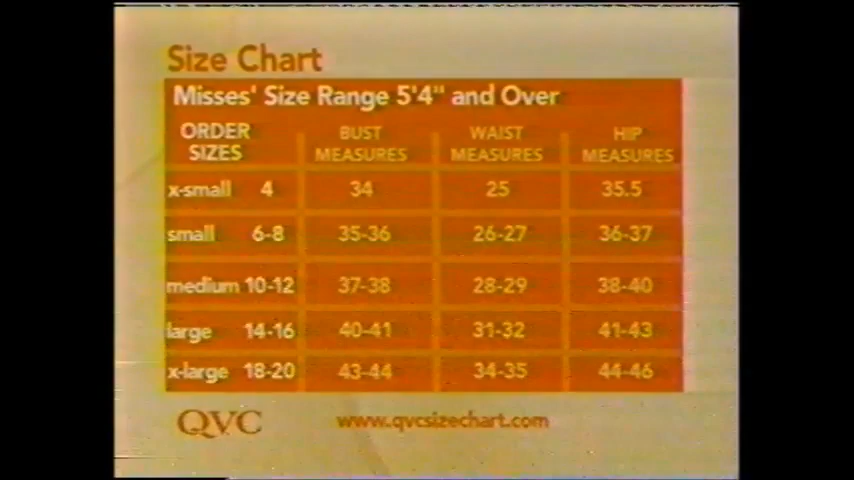 Size Chart
Misses' Size Range 5'4" and Over
ORDER SIZES BUST MEASURES WAIST MEASURES HIP MEASURES
x-small 4 34 25 35.5
small 6-8 35-36 26-27 36-37
medium 10-12 37-38 28-29 38-40
large 14-16 40-41 31-32 41-43
x-large 18-20 43-44 34-35 44-46
QVC www.qvcsizechart.com